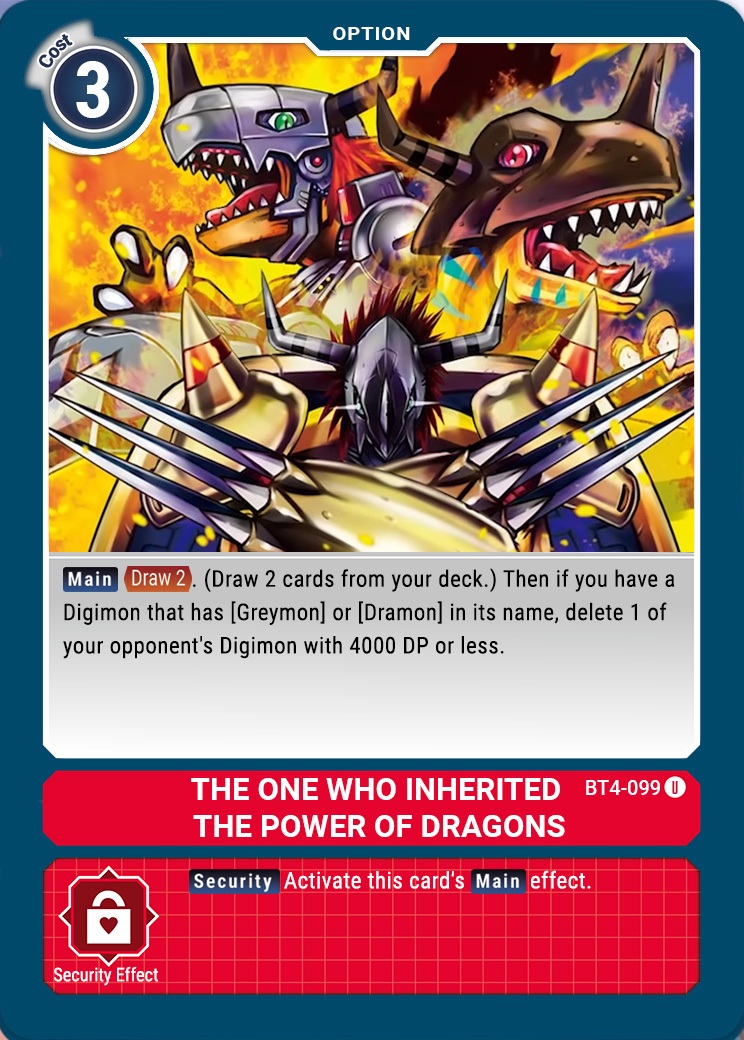 OPTION
Cost
3
Main Draw 2. (Draw 2 cards from your deck.) Then if you have a
Digimon that has [Greymon] or [Dramon] in its name, delete 1 of
your opponent's Digimon with 4000 DP or less.
THE ONE WHO INHERITED
THE POWER OF DRAGONS
BT4-099 U
Security Activate this card's Main effect.
Security Effect